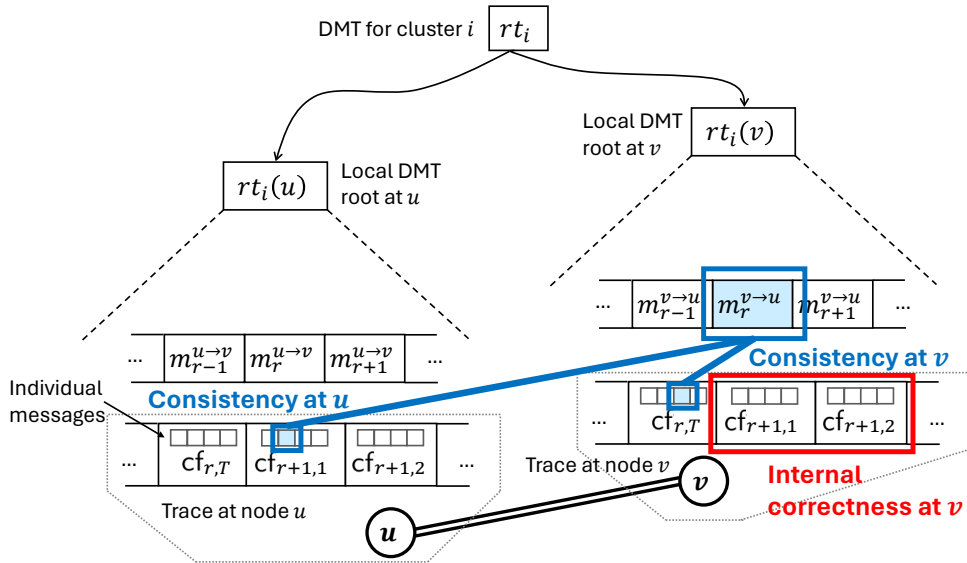 DMT for cluster i
rt_i
Local DMT
root at v
rt_i(v)
rt_i(u)
Local DMT
root at u
... m_{r-1}^{v→u} m_r^{v→u} m_{r+1}^{v→u} ...
... m_{r-1}^{u→v} m_r^{u→v} m_{r+1}^{u→v} ...
Consistency at v
Individual
messages
Consistency at u
... cf_{r,T} cf_{r+1,1} cf_{r+1,2} ...
... cf_{r,T} cf_{r+1,1} cf_{r+1,2} ...
Trace at node v
Internal
correctness at v
v
Trace at node u
u